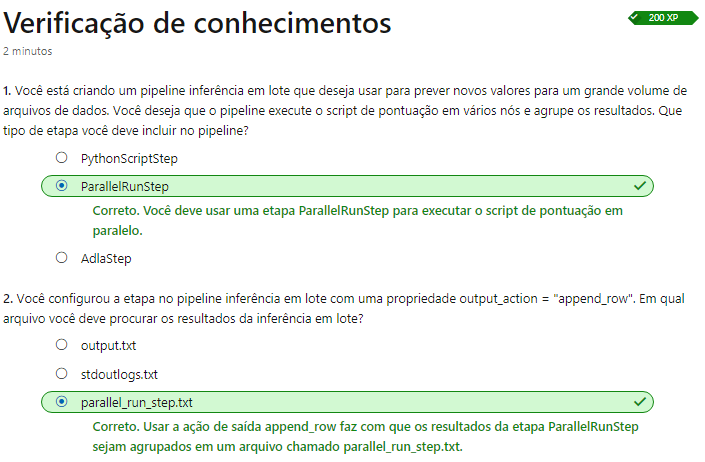 Verificação de conhecimentos
200 XP
2 minutos
1. Você está criando um pipeline inferência em lote que deseja usar para prever novos valores para um grande volume de
arquivos de dados. Você deseja que o pipeline execute o script de pontuação em vários nós e agrupe os resultados. Que
tipo de etapa você deve incluir no pipeline?
PythonScriptStep
ParallelRunStep
Correto. Você deve usar uma etapa ParallelRunStep para executar o script de pontuação em
paralelo.
AdlaStep
2. Você configurou a etapa no pipeline inferência em lote com uma propriedade output_action = "append_row". Em qual
arquivo você deve procurar os resultados da inferência em lote?
output.txt
stdoutlogs.txt
parallel_run_step.txt
Correto. Usar a ação de saída append_row faz com que os resultados da etapa ParallelRunStep
sejam agrupados em um arquivo chamado parallel_run_step.txt.